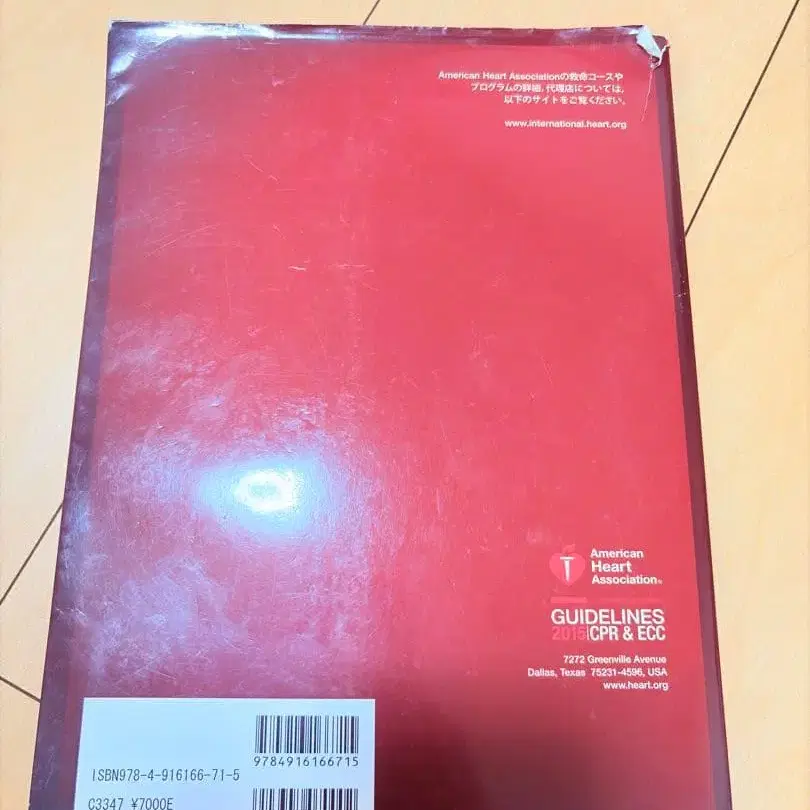 American Heart Associationの救命コースや
プログラムの詳細、代理店については、
以下のサイトをご覧ください。
www.international.heart.org
American
Heart
Association®
GUIDELINES
2015 CPR & ECC
7272 Greenville Avenue
Dallas, Texas 75231-4596, USA
www.heart.org
9784916166715
ISBN978-4-916166-71-5
C3347 ¥7000E